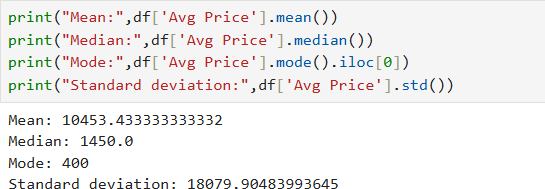 print("Mean:",df['Avg Price'].mean())
print("Median:",df['Avg Price'].median())
print("Mode:",df['Avg Price'].mode().iloc[0])
print("Standard deviation:",df['Avg Price'].std())
Mean: 10453.433333333332
Median: 1450.0
Mode: 400
Standard deviation: 18079.90483993645